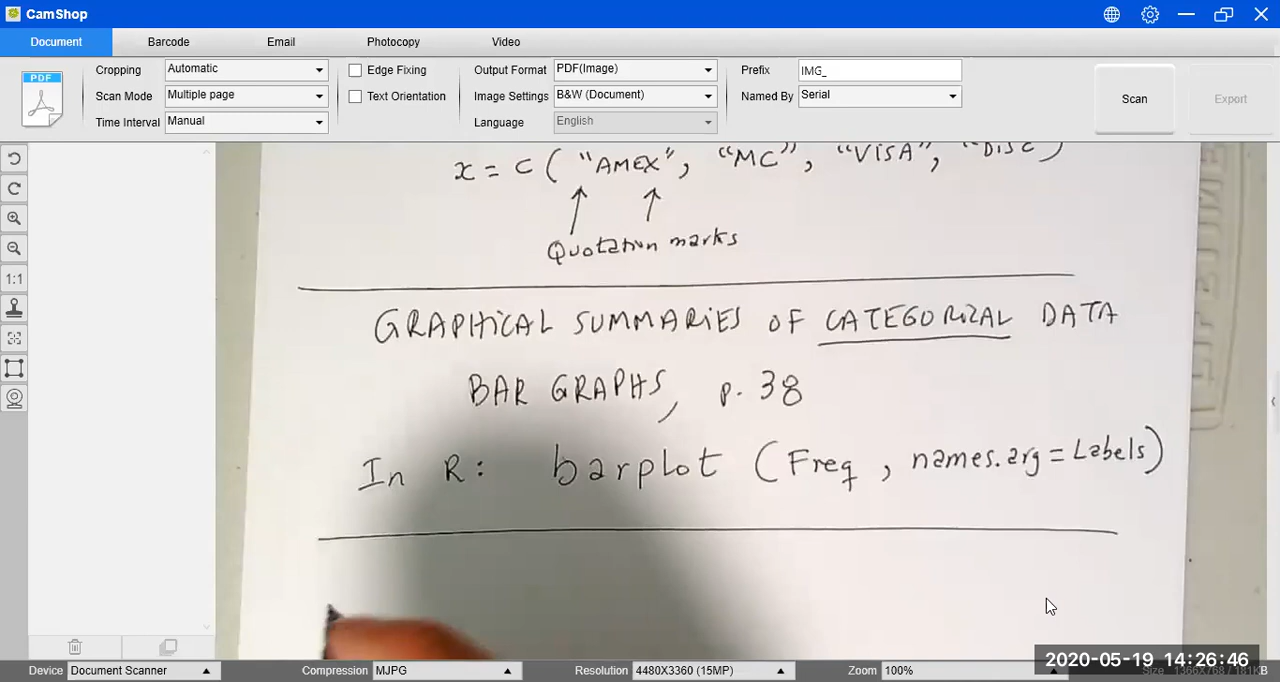 CamShop
Document Barcode Email Photocopy Video
PDF
Cropping Automatic
Scan Mode Multiple page
Time Interval Manual
Edge Fixing
Text Orientation
Output Format PDF(Image)
Image Settings B&W (Document)
Language English
Prefix IMG_
Named By Serial
Scan
Export
1:1
x = c ( "AMEX", "MC", "VISA", "DISC")
Quotation marks
GRAPHICAL SUMMARIES OF CATEGORICAL DATA
BAR GRAPHS, p. 38
In R: barplot (Freq, names.arg = Labels)
Device Document Scanner Compression MJPG Resolution 4480X3360 (15MP) Zoom 100%
2020-05-19 14:26:46